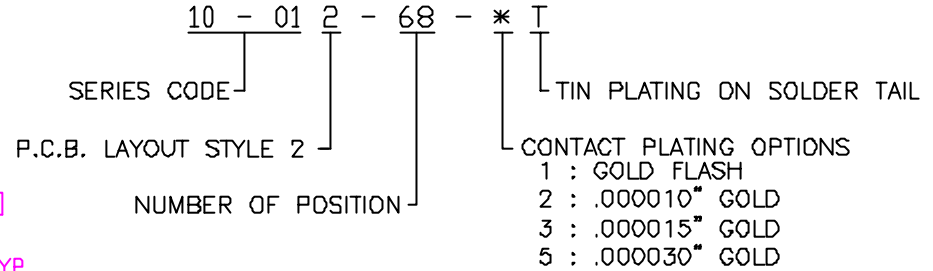 10 - 01 2 - 68 - * T
SERIES CODE
TIN PLATING ON SOLDER TAIL
P.C.B. LAYOUT STYLE 2
CONTACT PLATING OPTIONS
1 : GOLD FLASH
NUMBER OF POSITION
2 : .000010" GOLD
3 : .000015" GOLD
5 : .000030" GOLD
]
YP